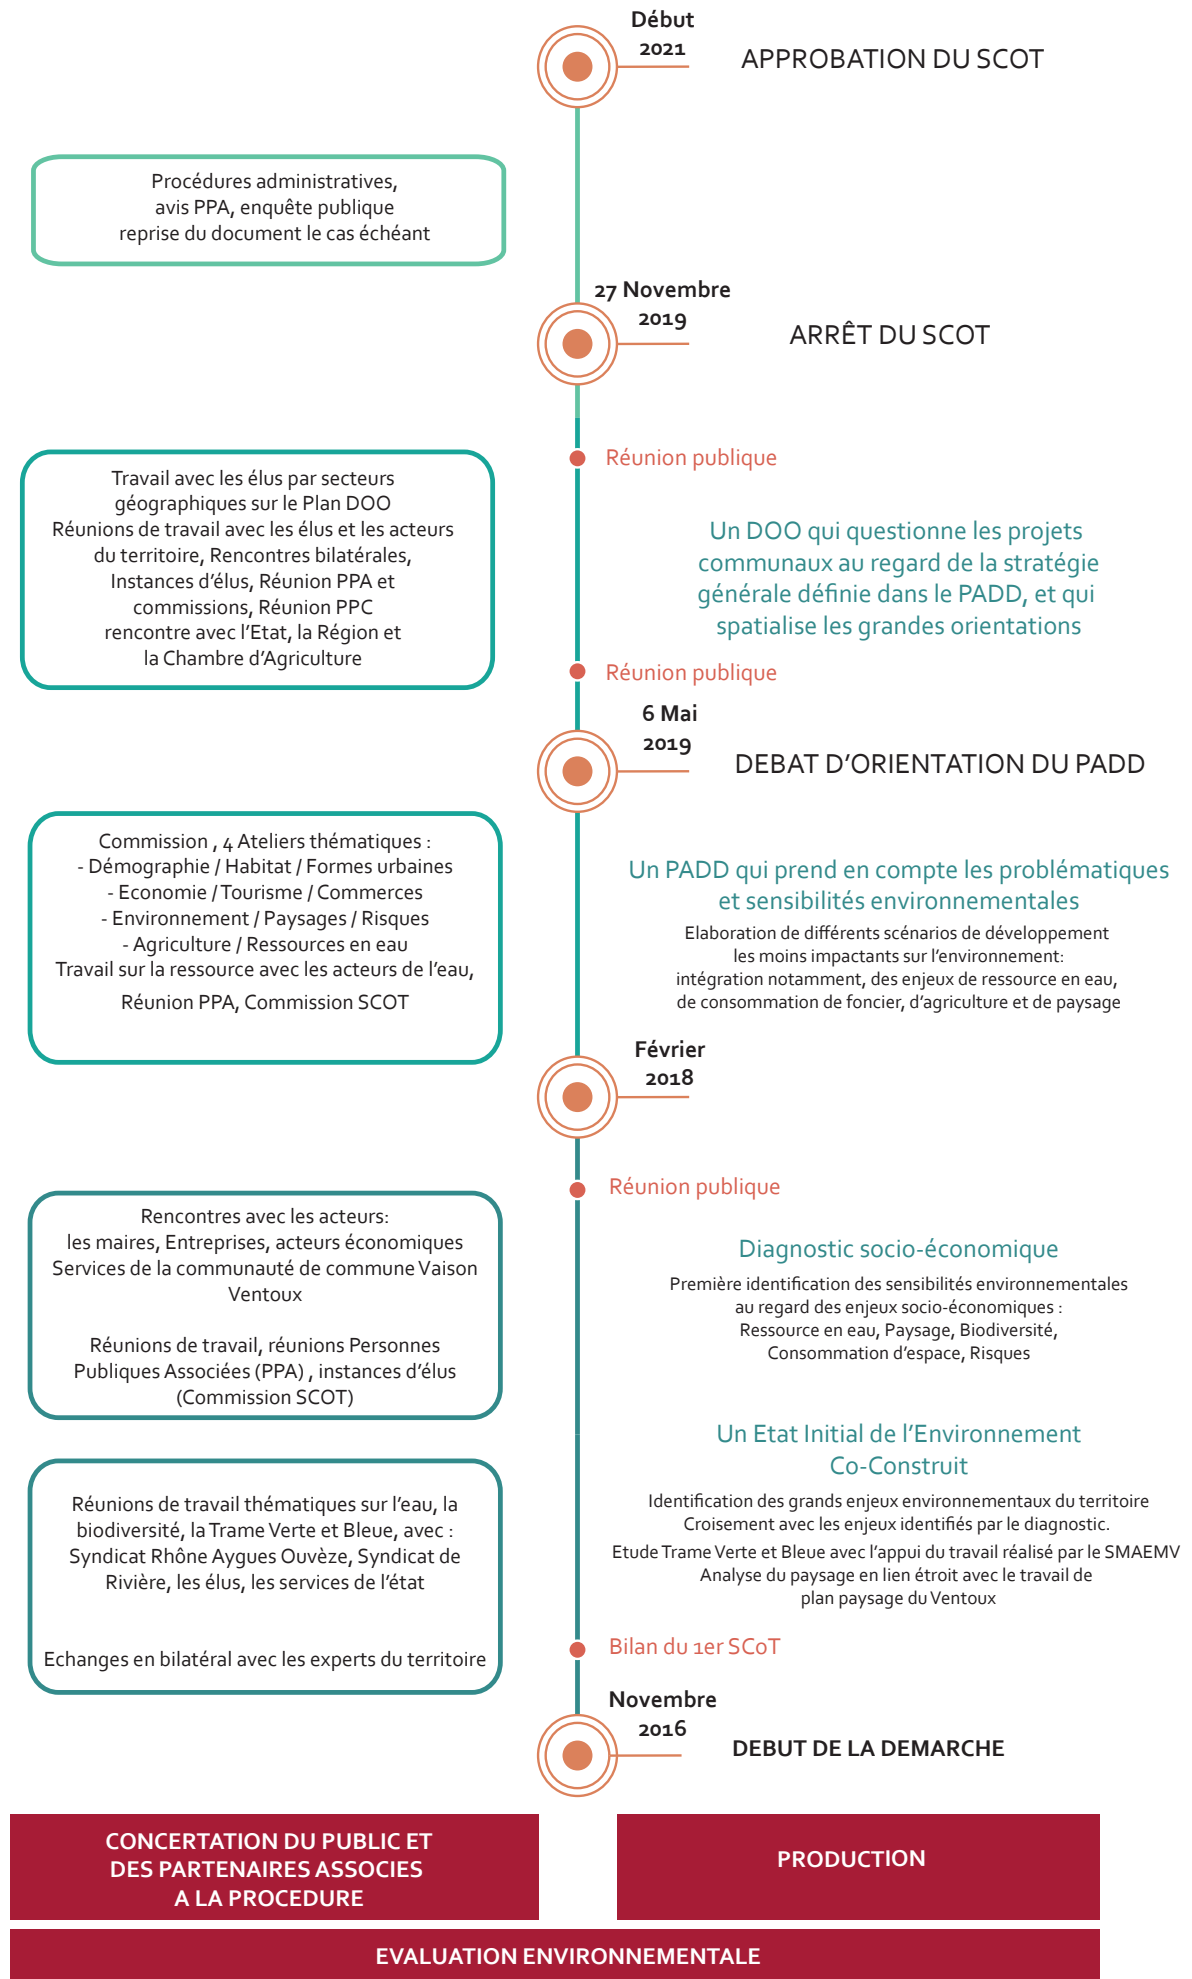 Début
2021
APPROBATION DU SCOT
Procédures administratives,
avis PPA, enquête publique
reprise du document le cas échéant
27 Novembre
2019
ARRÊT DU SCOT
Réunion publique
Travail avec les élus par secteurs
géographiques sur le Plan DOO
Réunions de travail avec les élus et les acteurs
du territoire, Rencontres bilatérales,
Instances d'élus, Réunion PPA et
commissions, Réunion PPC
rencontre avec l'Etat, la Région et
la Chambre d'Agriculture
Un DOO qui questionne les projets
communaux au regard de la stratégie
générale définie dans le PADD, et qui
spatialise les grandes orientations
Réunion publique
6 Mai
2019
DEBAT D'ORIENTATION DU PADD
Commission , 4 Ateliers thématiques :
- Démographie / Habitat / Formes urbaines
- Economie / Tourisme / Commerces
- Environnement / Paysages / Risques
- Agriculture / Ressources en eau
Travail sur la ressource avec les acteurs de l'eau,
Réunion PPA, Commission SCOT
Un PADD qui prend en compte les problématiques
et sensibilités environnementales
Elaboration de différents scénarios de développement
les moins impactants sur l'environnement:
intégration notamment, des enjeux de ressource en eau,
de consommation de foncier, d'agriculture et de paysage
Février
2018
Réunion publique
Rencontres avec les acteurs:
les maires, Entreprises, acteurs économiques
Services de la communauté de commune Vaison
Ventoux
Réunions de travail, réunions Personnes
Publiques Associées (PPA) , instances d'élus
(Commission SCOT)
Diagnostic socio-économique
Première identification des sensibilités environnementales
au regard des enjeux socio-économiques :
Ressource en eau, Paysage, Biodiversité,
Consommation d'espace, Risques
Un Etat Initial de l'Environnement
Co-Construit
Identification des grands enjeux environnementaux du territoire
Croisement avec les enjeux identifiés par le diagnostic.
Etude Trame Verte et Bleue avec l'appui du travail réalisé par le SMAEMV
Analyse du paysage en lien étroit avec le travail de
plan paysage du Ventoux
Réunions de travail thématiques sur l'eau, la
biodiversité, la Trame Verte et Bleue, avec :
Syndicat Rhône Aygues Ouvèze, Syndicat de
Rivière, les élus, les services de l'état
Echanges en bilatéral avec les experts du territoire
Bilan du 1er SCoT
Novembre
2016
DEBUT DE LA DEMARCHE
CONCERTATION DU PUBLIC ET
DES PARTENAIRES ASSOCIES
A LA PROCEDURE
PRODUCTION
EVALUATION ENVIRONNEMENTALE